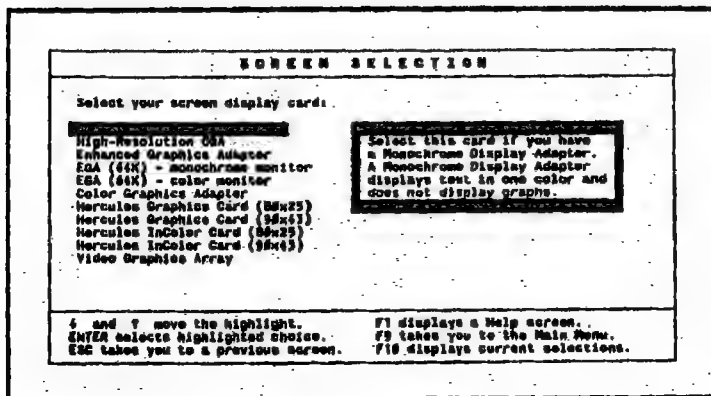 SCREEN SELECTION
Select your screen display card:
High-Resolution CGA
Enhanced Graphics Adapter
EGA (64K) - monochrome monitor
EGA (64K) - color monitor
Color Graphics Adapter
Hercules Graphics Card (80x25)
Hercules Graphics Card (90x43)
Hercules InColor Card (80x25)
Hercules InColor Card (90x43)
Video Graphics Array
Select this card if you have
a Monochrome Display Adapter.
A Monochrome Display Adapter
displays text in one color and
does not display graphs.
↓ and ↑ move the highlight.
ENTER selects highlighted choice.
ESC takes you to a previous screen.
F1 displays a Help screen.
F9 takes you to the Main Menu.
F10 displays current selections.